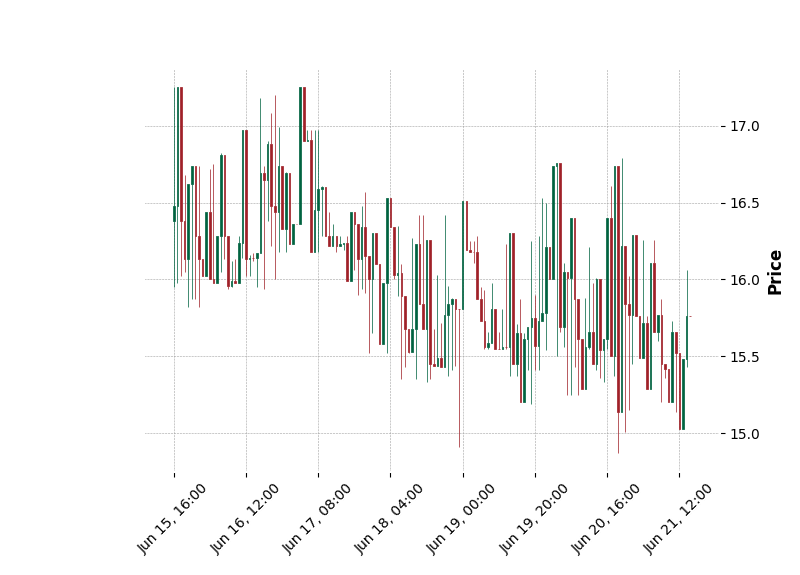 17.0
16.5
16.0
15.5
15.0
Price
Jun 15, 16:00
Jun 16, 12:00
Jun 17, 08:00
Jun 18, 04:00
Jun 19, 00:00
Jun 19, 20:00
Jun 20, 16:00
Jun 21, 12:00